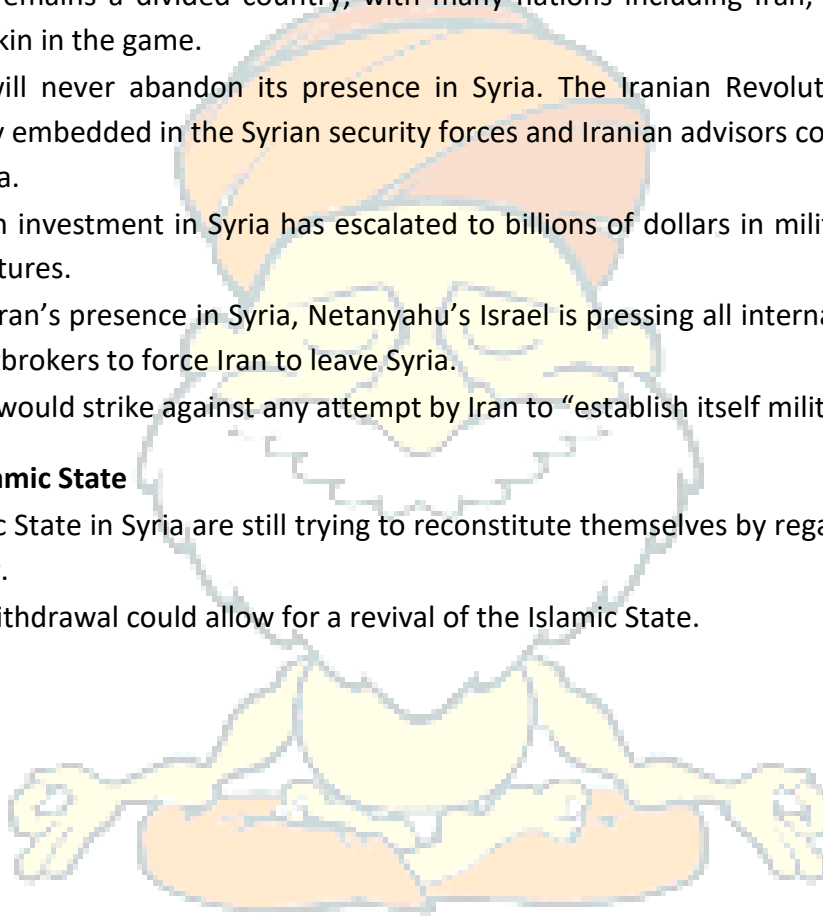 remains a divided country, with many nations including Iran,
kin in the game.
will never abandon its presence in Syria. The Iranian Revolut
y embedded in the Syrian security forces and Iranian advisors co
a.
n investment in Syria has escalated to billions of dollars in milit
tures.
ran’s presence in Syria, Netanyahu’s Israel is pressing all interna
brokers to force Iran to leave Syria.
would strike against any attempt by Iran to “establish itself milit
amic State
c State in Syria are still trying to reconstitute themselves by rega
.
ithdrawal could allow for a revival of the Islamic State.